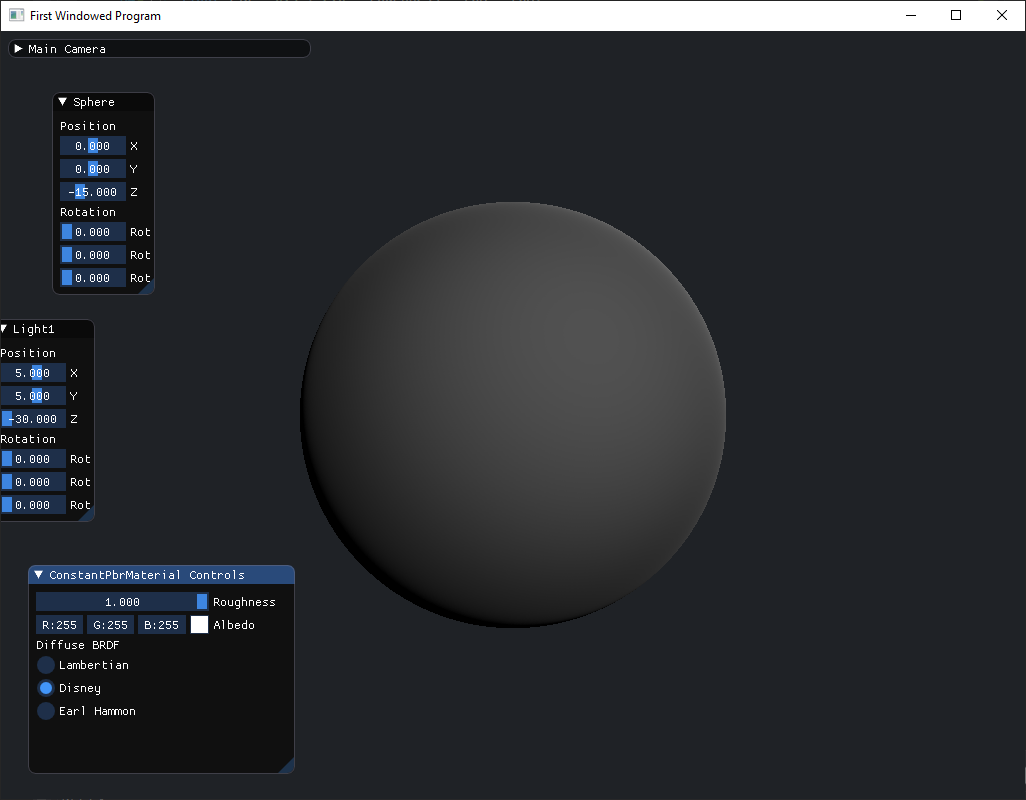 First Windowed Program
Main Camera
Sphere
Position
0.000 X
0.000 Y
-15.000 Z
Rotation
0.000 Rot
0.000 Rot
0.000 Rot
Light1
Position
5.000 X
5.000 Y
-30.000 Z
Rotation
0.000 Rot
0.000 Rot
0.000 Rot
ConstantPbrMaterial Controls
1.000 Roughness
R:255 G:255 B:255 Albedo
Diffuse BRDF
Lambertian
Disney
Earl Hammon